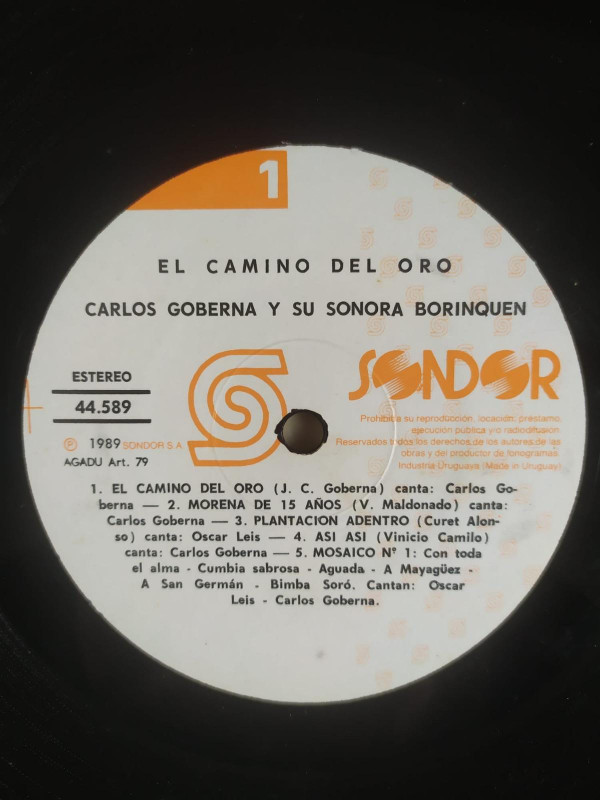 1
EL CAMINO DEL ORO
CARLOS GOBERNA Y SU SONORA BORINQUEN
ESTEREO
44.589
SONDOR
℗ 1989 SONDOR S A
AGADU Art. 79
Prohibida su reproducción, locación, préstamo,
ejecución pública y/o radiodifusión
Reservados todos los derechos de los autores de las
obras y del productor de fonogramas
Industria Uruguaya (Made in Uruguay)
1. EL CAMINO DEL ORO (J. C. Goberna) canta: Carlos Go-
berna — 2. MORENA DE 15 AÑOS (V. Maldonado) canta:
Carlos Goberna — 3. PLANTACION ADENTRO (Curet Alon-
so) canta: Oscar Leis — 4. ASI ASI (Vinicio Camilo)
canta: Carlos Goberna — 5. MOSAICO Nº 1: Con toda
el alma - Cumbia sabrosa - Aguada - A Mayagüez -
A San Germán - Bimba Soró. Cantan: Oscar
Leis - Carlos Goberna.